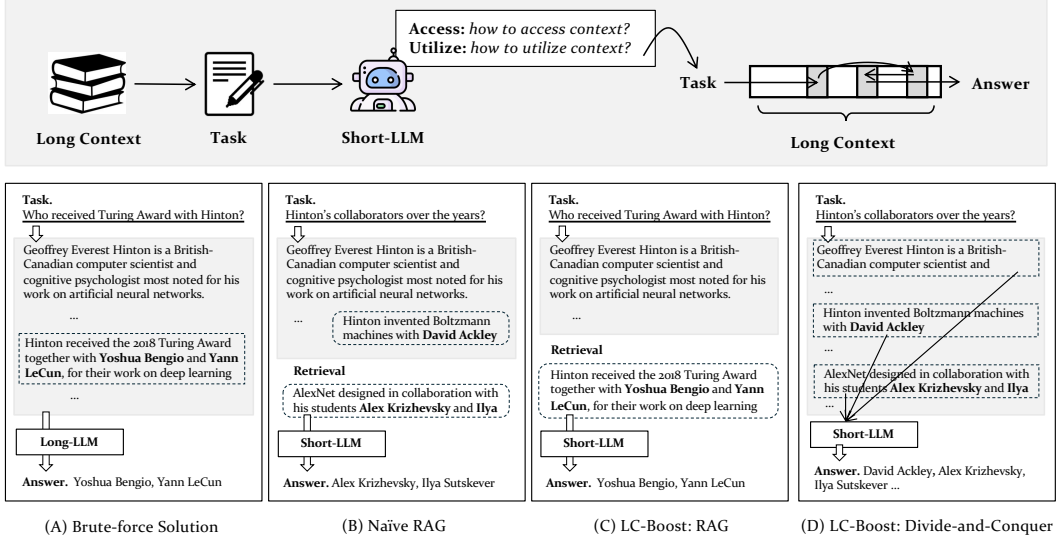 Access: how to access context?
Utilize: how to utilize context?
Long Context
Task
Short-LLM
Task
Answer
Long Context
Task.
Who received Turing Award with Hinton?
Geoffrey Everest Hinton is a British-
Canadian computer scientist and
cognitive psychologist most noted for his
work on artificial neural networks.
...
Hinton received the 2018 Turing Award
together with Yoshua Bengio and Yann
LeCun, for their work on deep learning
...
Long-LLM
Answer. Yoshua Bengio, Yann LeCun
(A) Brute-force Solution
Task.
Hinton's collaborators over the years?
Geoffrey Everest Hinton is a British-
Canadian computer scientist and
cognitive psychologist most noted for his
work on artificial neural networks.
...
Hinton invented Boltzmann
machines with David Ackley
Retrieval
AlexNet designed in collaboration with
his students Alex Krizhevsky and Ilya
Short-LLM
Answer. Alex Krizhevsky, Ilya Sutskever
(B) Naïve RAG
Task.
Who received Turing Award with Hinton?
Geoffrey Everest Hinton is a British-
Canadian computer scientist and
cognitive psychologist most noted for his
work on artificial neural networks.
...
Retrieval
Hinton received the 2018 Turing Award
together with Yoshua Bengio and Yann
LeCun, for their work on deep learning
Short-LLM
Answer. Yoshua Bengio, Yann LeCun
(C) LC-Boost: RAG
Task.
Hinton's collaborators over the years?
Geoffrey Everest Hinton is a British-
Canadian computer scientist and
...
Hinton invented Boltzmann machines
with David Ackley
...
AlexNet designed in collaboration with
his students Alex Krizhevsky and Ilya
...
Short-LLM
Answer. David Ackley, Alex Krizhevsky,
Ilya Sutskever ...
(D) LC-Boost: Divide-and-Conquer